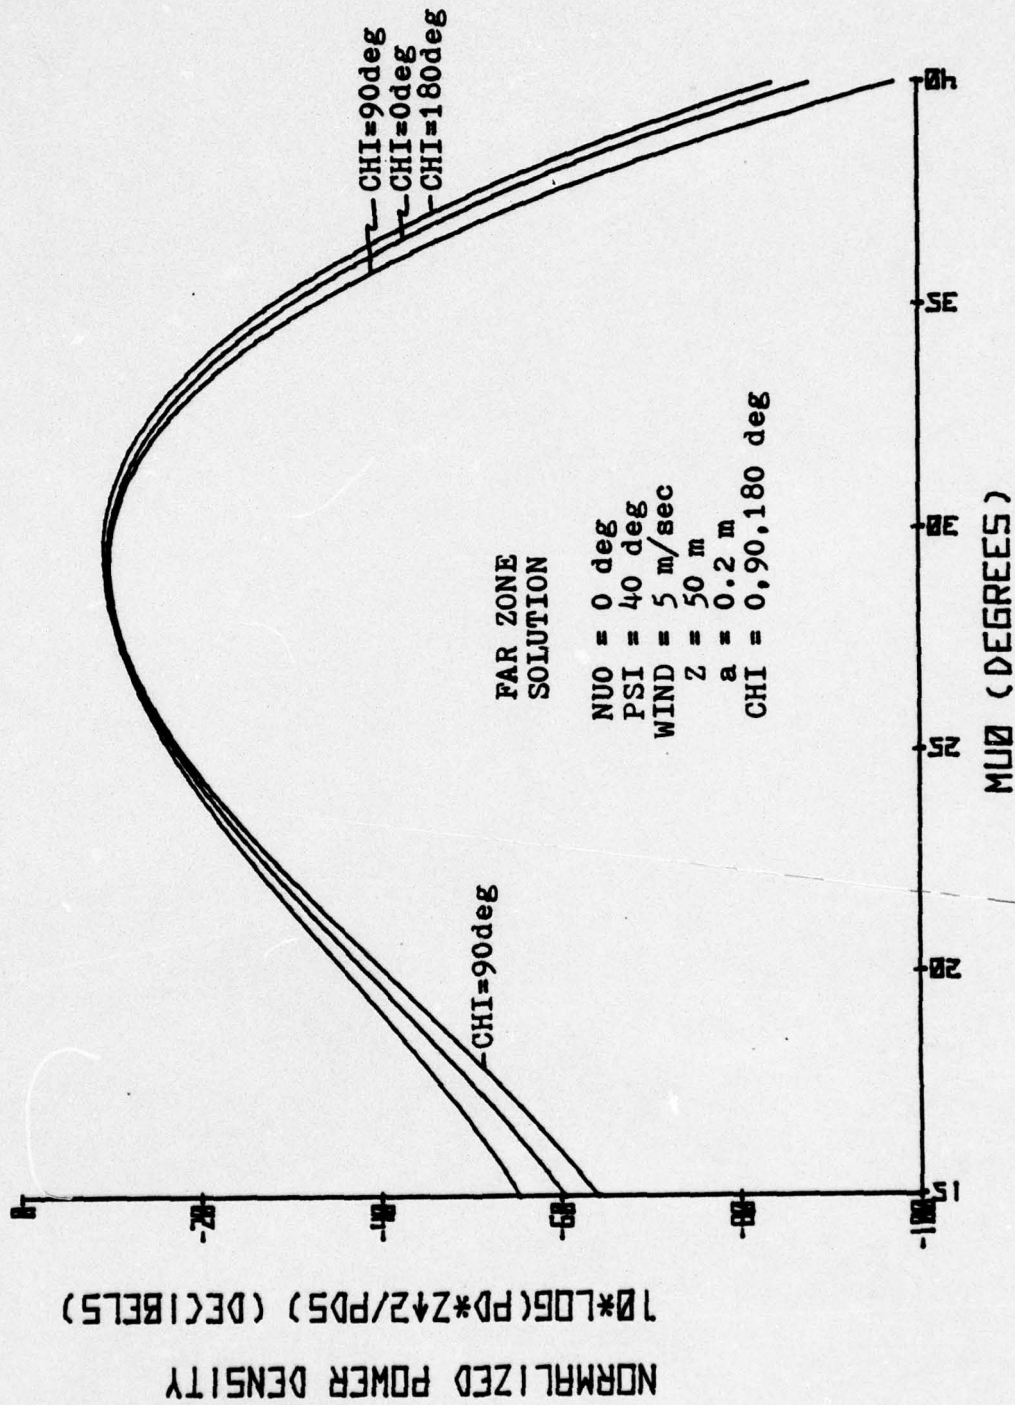 NORMALIZED POWER DENSITY
10*LOG(PD*Z↑2/PDS) (DECIBELS)
0
-20
-40
-60
-80
-100
CHI=90deg
CHI=0deg
CHI=180deg
CHI=90deg
FAR ZONE
SOLUTION
NUO = 0 deg
PSI = 40 deg
WIND = 5 m/sec
Z = 50 m
a = 0.2 m
CHI = 0,90,180 deg
15
20
25
30
35
40
MU0 (DEGREES)